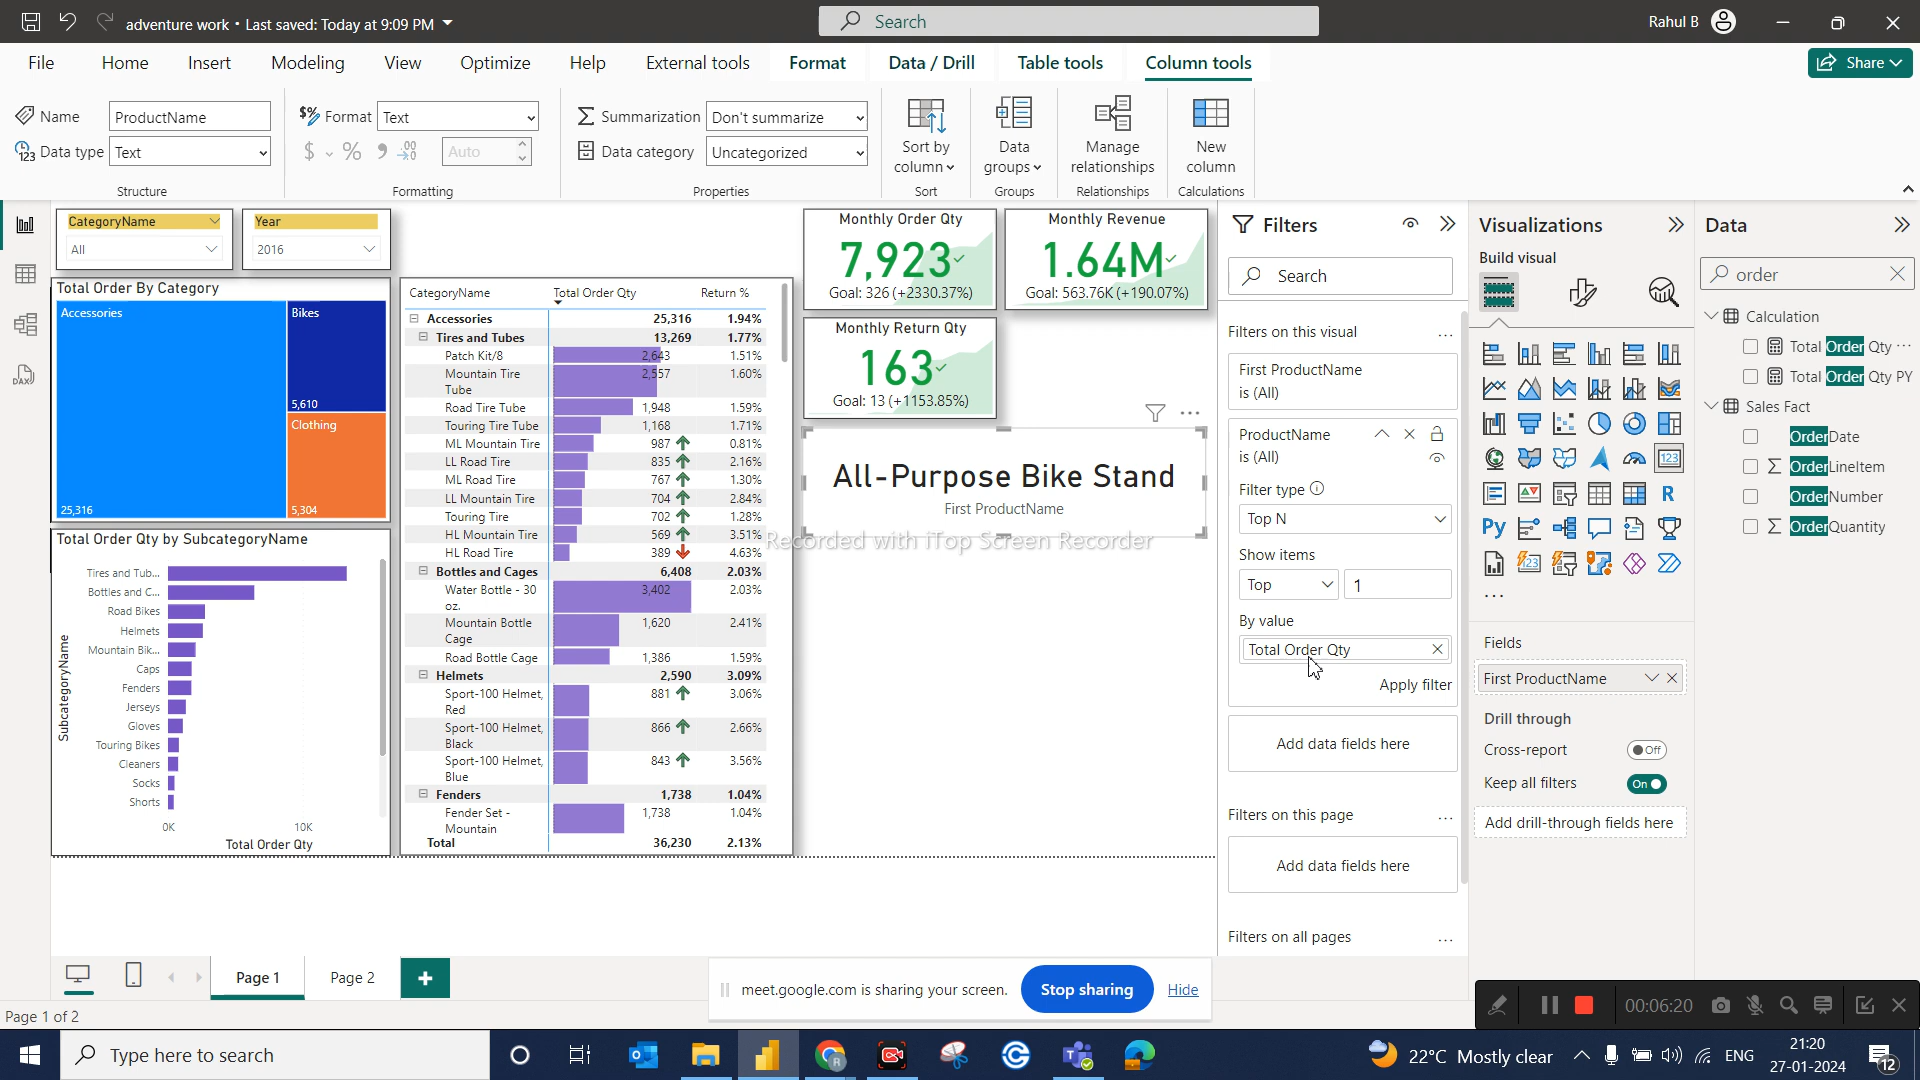 adventure work • Last saved: Today at 9:09 PM
Search
Rahul B
File Home Insert Modeling View Optimize Help External tools Format Data / Drill Table tools Column tools
Share
Name ProductName
Data type Text
Structure
Format Text
$ % Auto
Formatting
Summarization Don't summarize
Data category Uncategorized
Properties
Sort by
column
Sort
Data
groups
Groups
Manage
relationships
Relationships
New
column
Calculations
CategoryName
All
Year
2016
Total Order By Category
Accessories
25,316
Bikes
5,610
Clothing
5,304
Total Order Qty by SubcategoryName
SubcategoryName
Tires and Tub...
Bottles and C...
Road Bikes
Helmets
Mountain Bik...
Caps
Fenders
Jerseys
Gloves
Touring Bikes
Cleaners
Socks
Shorts
0K 10K
Total Order Qty
CategoryName Total Order Qty Return %
Accessories 25,316 1.94%
Tires and Tubes 13,269 1.77%
Patch Kit/8 2,643 1.51%
Mountain Tire 2,557 1.60%
Tube
Road Tire Tube 1,948 1.59%
Touring Tire Tube 1,168 1.71%
ML Mountain Tire 987 0.81%
LL Road Tire 835 2.16%
ML Road Tire 767 1.30%
LL Mountain Tire 704 2.84%
Touring Tire 702 1.28%
HL Mountain Tire 569 3.51%
HL Road Tire 389 4.63%
Bottles and Cages 6,408 2.03%
Water Bottle - 30 3,402 2.03%
oz.
Mountain Bottle 1,620 2.41%
Cage
Road Bottle Cage 1,386 1.59%
Helmets 2,590 3.09%
Sport-100 Helmet, 881 3.06%
Red
Sport-100 Helmet, 866 2.66%
Black
Sport-100 Helmet, 843 3.56%
Blue
Fenders 1,738 1.04%
Fender Set - 1,738 1.04%
Mountain
Total 36,230 2.13%
Monthly Order Qty
7,923
Goal: 326 (+2330.37%)
Monthly Revenue
1.64M
Goal: 563.76K (+190.07%)
Monthly Return Qty
163
Goal: 13 (+1153.85%)
All-Purpose Bike Stand
First ProductName
Recorded with iTop Screen Recorder
Filters
Search
Filters on this visual ...
First ProductName
is (All)
ProductName
is (All)
Filter type
Top N
Show items
Top 1
By value
Total Order Qty
Apply filter
Add data fields here
Filters on this page ...
Add data fields here
Filters on all pages ...
Visualizations
Build visual
123
R
Py
...
Fields
First ProductName
Drill through
Cross-report Off
Keep all filters On
Add drill-through fields here
Data
order
Calculation
Total Order Qty ...
Total Order Qty PY
Sales Fact
OrderDate
OrderLineItem
OrderNumber
OrderQuantity
Page 1 Page 2 +
Page 1 of 2
meet.google.com is sharing your screen. Stop sharing Hide
00:06:20
Type here to search
22°C Mostly clear
ENG
21:20
27-01-2024
12